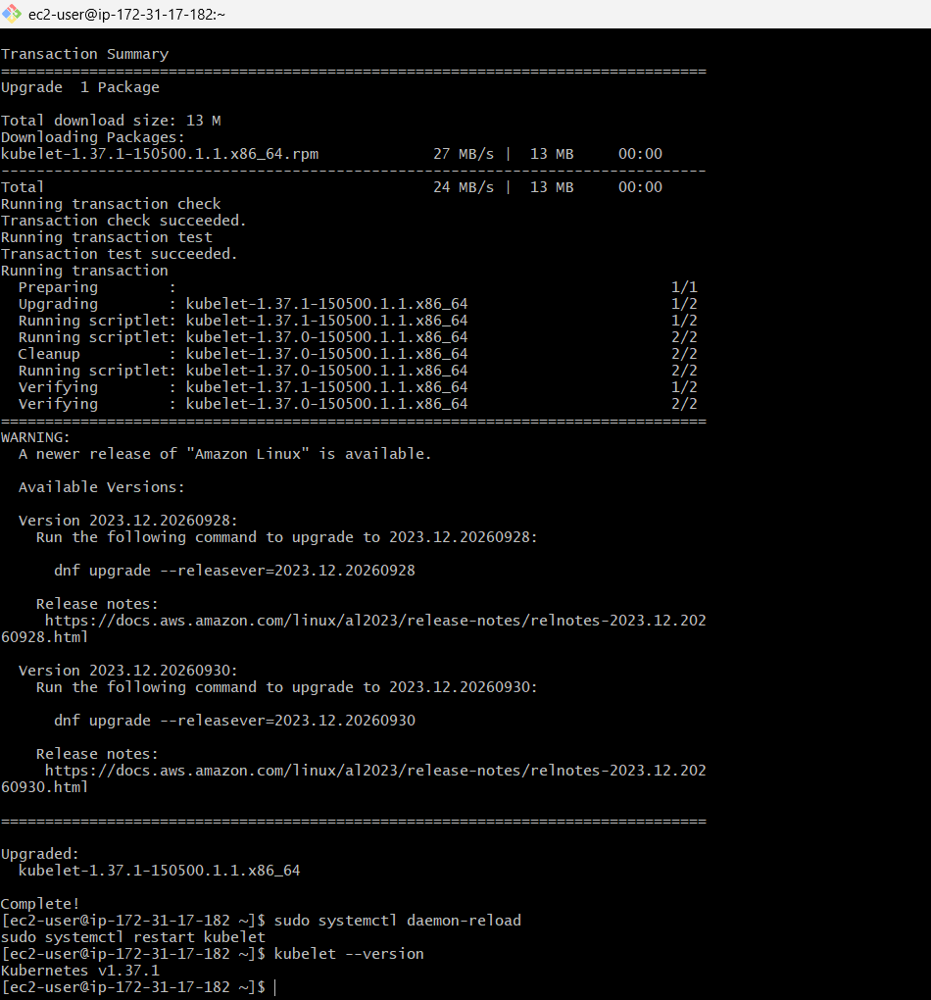 ec2-user@ip-172-31-17-182:~
Transaction Summary
================================================================================
Upgrade  1 Package

Total download size: 13 M
Downloading Packages:
kubelet-1.37.1-150500.1.1.x86_64.rpm             27 MB/s |  13 MB     00:00
--------------------------------------------------------------------------------
Total                                            24 MB/s |  13 MB     00:00
Running transaction check
Transaction check succeeded.
Running transaction test
Transaction test succeeded.
Running transaction
  Preparing        :                                                        1/1
  Upgrading        : kubelet-1.37.1-150500.1.1.x86_64                       1/2
  Running scriptlet: kubelet-1.37.1-150500.1.1.x86_64                       1/2
  Running scriptlet: kubelet-1.37.0-150500.1.1.x86_64                       2/2
  Cleanup          : kubelet-1.37.0-150500.1.1.x86_64                       2/2
  Running scriptlet: kubelet-1.37.0-150500.1.1.x86_64                       2/2
  Verifying        : kubelet-1.37.1-150500.1.1.x86_64                       1/2
  Verifying        : kubelet-1.37.0-150500.1.1.x86_64                       2/2
================================================================================
WARNING:
  A newer release of "Amazon Linux" is available.

  Available Versions:

  Version 2023.12.20260928:
    Run the following command to upgrade to 2023.12.20260928:

      dnf upgrade --releasever=2023.12.20260928

    Release notes:
     https://docs.aws.amazon.com/linux/al2023/release-notes/relnotes-2023.12.202
60928.html

  Version 2023.12.20260930:
    Run the following command to upgrade to 2023.12.20260930:

      dnf upgrade --releasever=2023.12.20260930

    Release notes:
     https://docs.aws.amazon.com/linux/al2023/release-notes/relnotes-2023.12.202
60930.html

================================================================================

Upgraded:
  kubelet-1.37.1-150500.1.1.x86_64

Complete!
[ec2-user@ip-172-31-17-182 ~]$ sudo systemctl daemon-reload
sudo systemctl restart kubelet
[ec2-user@ip-172-31-17-182 ~]$ kubelet --version
Kubernetes v1.37.1
[ec2-user@ip-172-31-17-182 ~]$